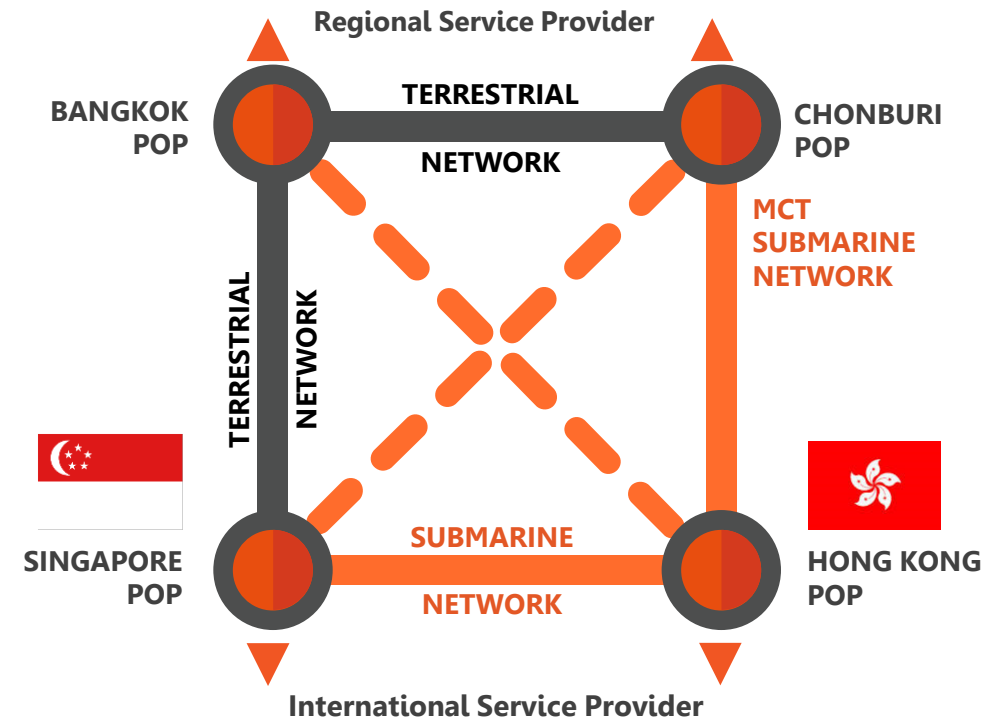 Regional Service Provider
BANGKOK
POP
TERRESTRIAL
NETWORK
CHONBURI
POP
MCT
SUBMARINE
NETWORK
TERRESTRIAL
NETWORK
SINGAPORE
POP
SUBMARINE
NETWORK
HONG KONG
POP
International Service Provider